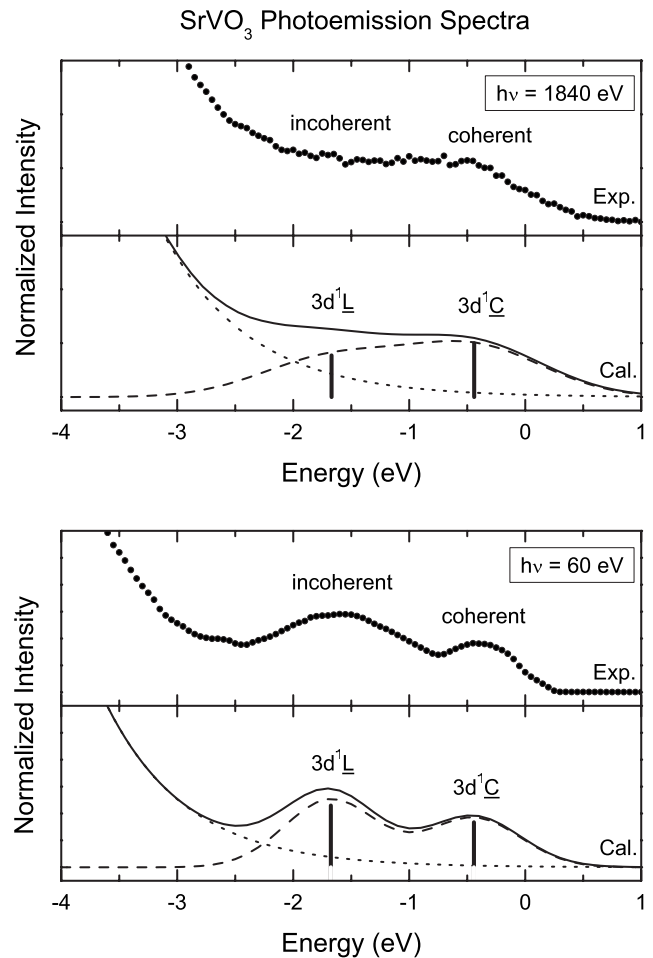 SrVO₃ Photoemission Spectra
hν = 1840 eV
incoherent
coherent
Exp.
Normalized Intensity
3d¹L̲
3d¹C̲
Cal.
-4 -3 -2 -1 0 1
Energy (eV)
hν = 60 eV
incoherent
coherent
Exp.
Normalized Intensity
3d¹L̲
3d¹C̲
Cal.
-4 -3 -2 -1 0 1
Energy (eV)